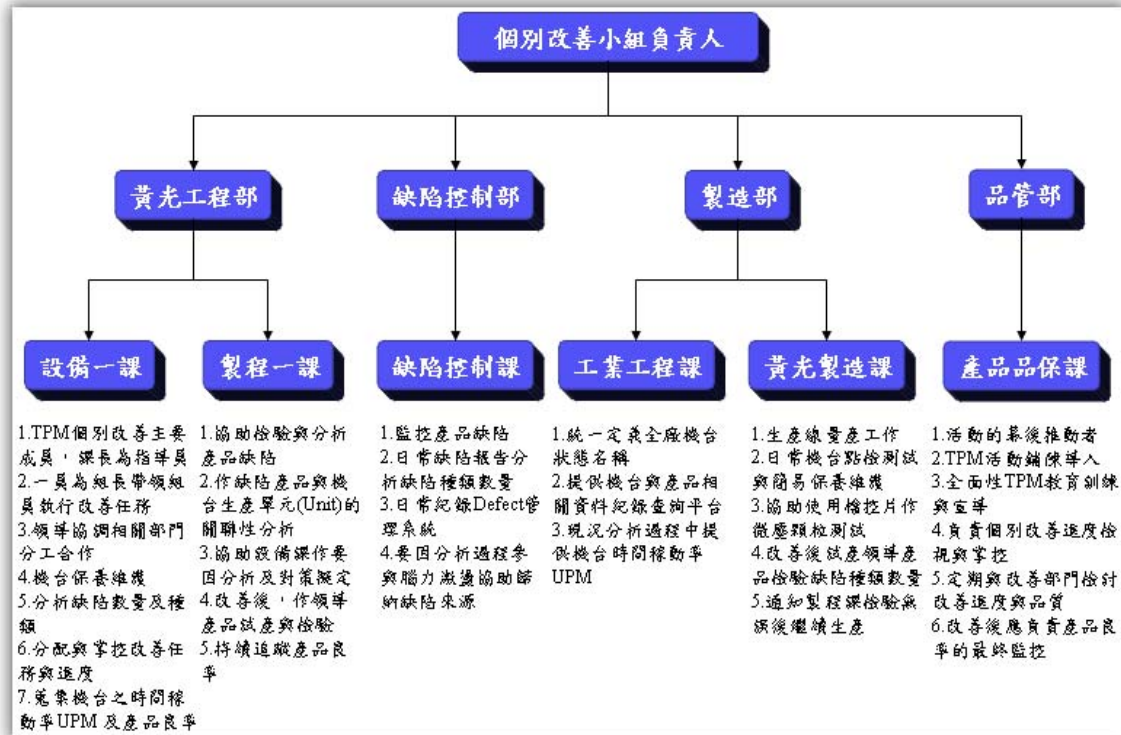 個別改善小組負責人
黃光工程部
缺陷控制部
製造部
品管部
設備一課
製程一課
缺陷控制課
工業工程課
黃光製造課
產品品保課
1.TPM個別改善主要
成員，課長為指導員
2.一員為組長帶領組
員執行改善任務
3.領導協調相關部門
分工合作
4.機台保養維護
5.分析缺陷數量及種
類
6.分配與掌控改善任
務與進度
7.蒐集機台之時間稼
動率UPM 及產品良率
1.協助檢驗與分析
產品缺陷
2.作缺陷產品與機
台生產單元(Unit)的
關聯性分析
3.協助設備課作要
因分析及對策擬定
4.改善後，作領導
產品試產與檢驗
5.持續追蹤產品良
率
1.監控產品缺陷
2.日常缺陷報告分
析缺陷種類數量
3.日常紀錄Defect管
理系統
4.要因分析過程參
與腦力激盪協助歸
納缺陷來源
1.統一定義全廠機台
狀態名稱
2.提供機台與產品相
關資料紀錄查詢平台
3.現況分析過程中提
供機台時間稼動率
UPM
1.生產線量產工作
2.日常機台點檢測試
與簡易保養維護
3.協助使用檔控片作
微塵顆粒測試
4.改善後試產領導產
品檢驗缺陷種類數量
5.通知製程課檢驗無
誤後繼續生產
1.活動的幕後推動者
2.TPM活動鋪陳導入
3.全面性TPM教育訓練
與宣導
4.負責個別改善進度檢
視與掌控
5.定期與改善部門檢討
改善進度與品質
6.改善後應負責產品良
率的最終監控